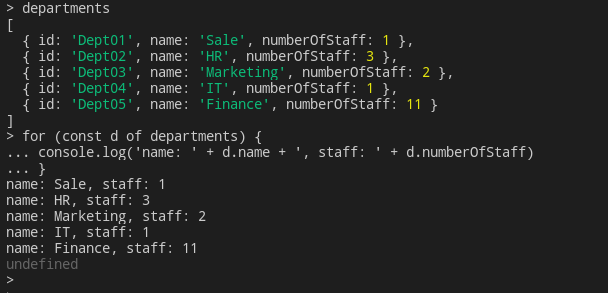 > departments
[
  { id: 'Dept01', name: 'Sale', numberOfStaff: 1 },
  { id: 'Dept02', name: 'HR', numberOfStaff: 3 },
  { id: 'Dept03', name: 'Marketing', numberOfStaff: 2 },
  { id: 'Dept04', name: 'IT', numberOfStaff: 1 },
  { id: 'Dept05', name: 'Finance', numberOfStaff: 11 }
]
> for (const d of departments) {
... console.log('name: ' + d.name + ', staff: ' + d.numberOfStaff)
... }
name: Sale, staff: 1
name: HR, staff: 3
name: Marketing, staff: 2
name: IT, staff: 1
name: Finance, staff: 11
undefined
>